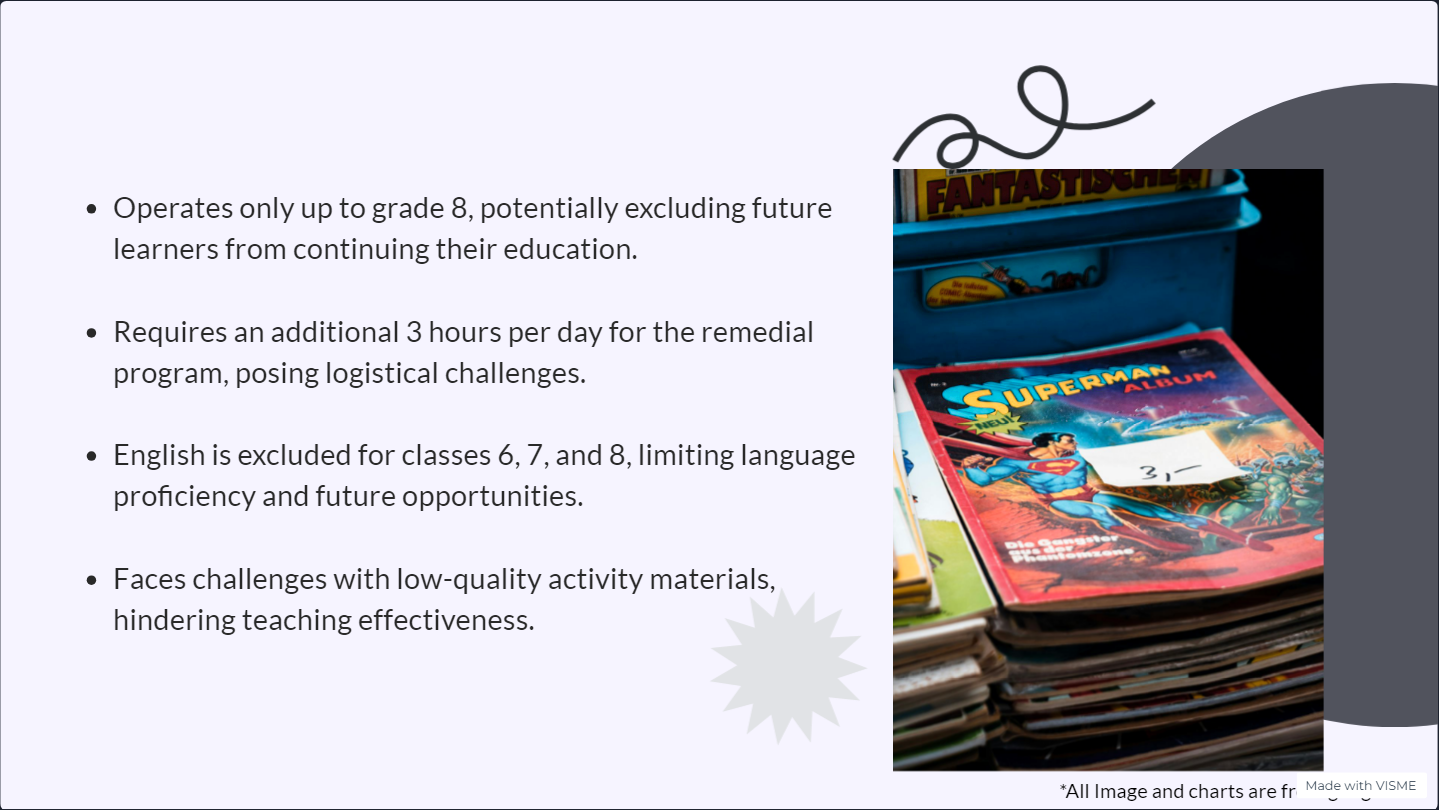 Operates only up to grade 8, potentially excluding future
learners from continuing their education.
Requires an additional 3 hours per day for the remedial
program, posing logistical challenges.
English is excluded for classes 6, 7, and 8, limiting language
proficiency and future opportunities.
Faces challenges with low-quality activity materials,
hindering teaching effectiveness.
FANTASTISCHEN
SUPERMAN
ALBUM
NEU!
3,-
Die Gangster
aus der
Phantomzone
*All Image and charts are
Made with VISME